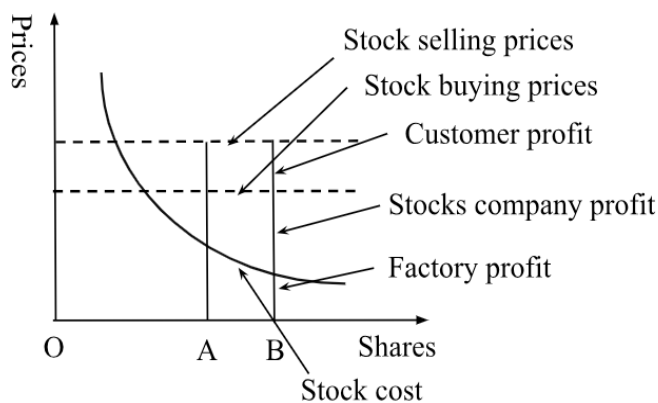 Prices
Stock selling prices
Stock buying prices
Customer profit
Stocks company profit
Factory profit
O
A
B
Shares
Stock cost